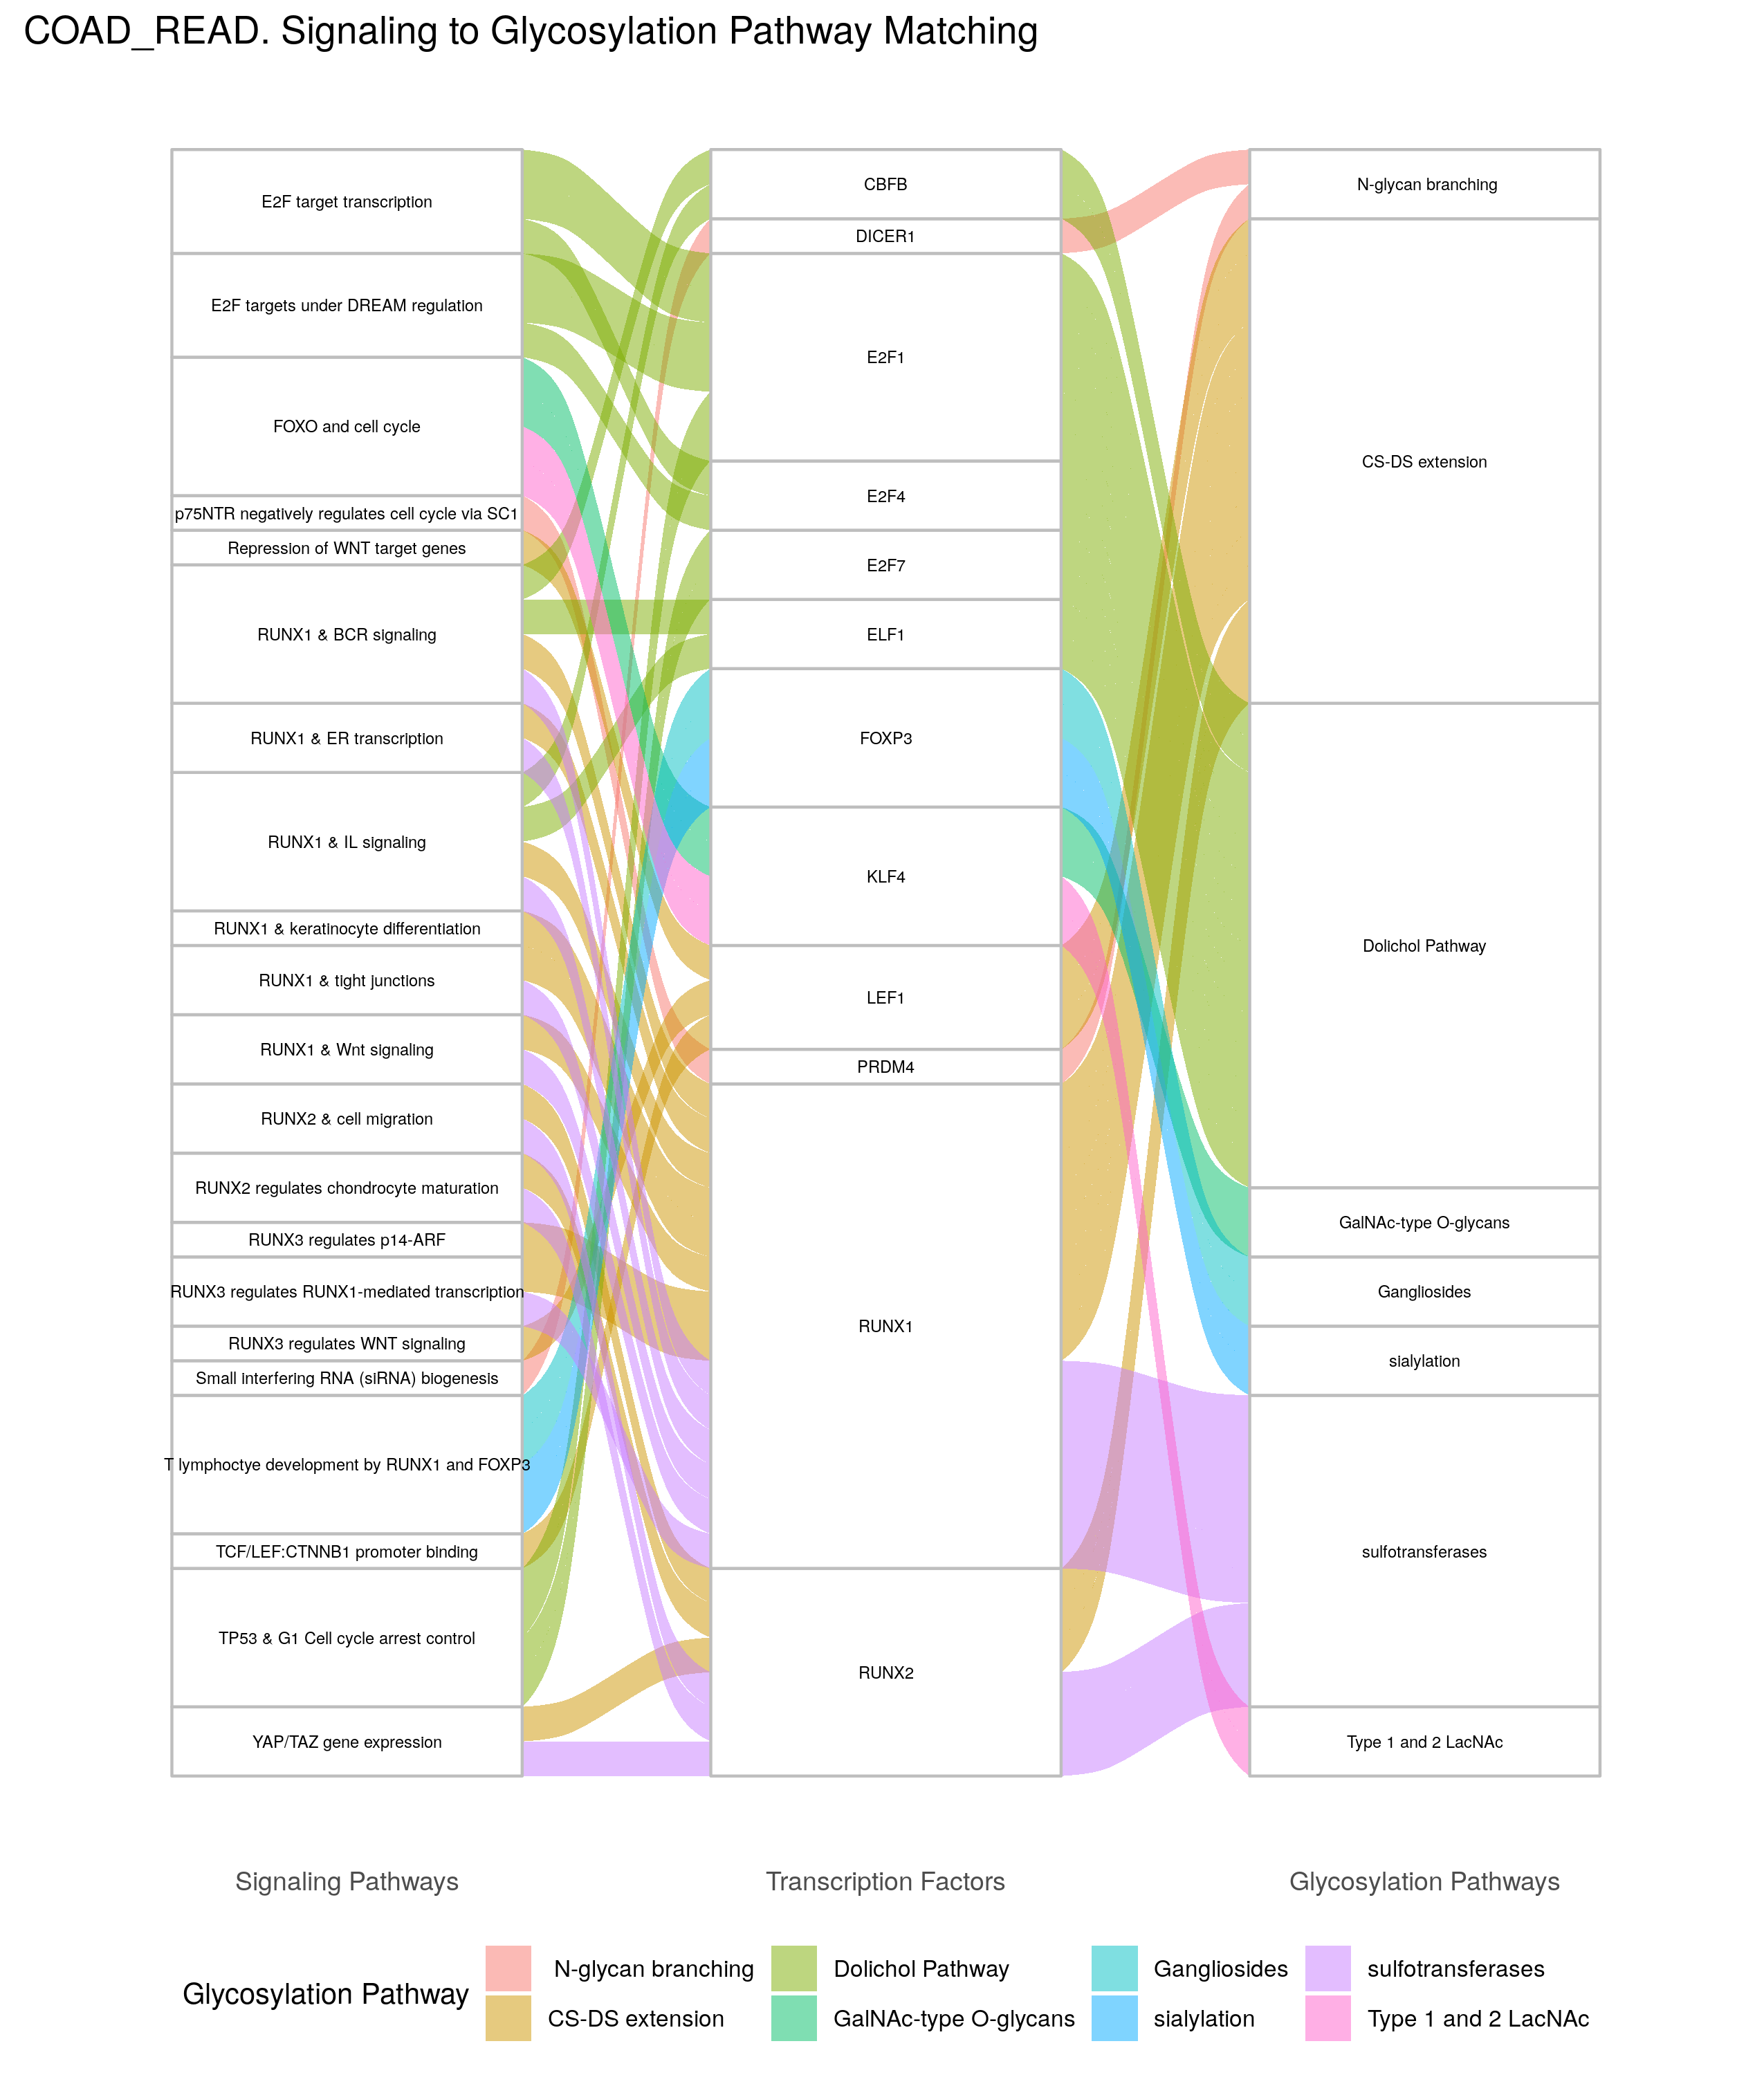 COAD_READ. Signaling to Glycosylation Pathway Matching
E2F target transcription
E2F targets under DREAM regulation
FOXO and cell cycle
p75NTR negatively regulates cell cycle via SC1
Repression of WNT target genes
RUNX1 & BCR signaling
RUNX1 & ER transcription
RUNX1 & IL signaling
RUNX1 & keratinocyte differentiation
RUNX1 & tight junctions
RUNX1 & Wnt signaling
RUNX2 & cell migration
RUNX2 regulates chondrocyte maturation
RUNX3 regulates p14-ARF
RUNX3 regulates RUNX1-mediated transcription
RUNX3 regulates WNT signaling
Small interfering RNA (siRNA) biogenesis
T lymphoctye development by RUNX1 and FOXP3
TCF/LEF:CTNNB1 promoter binding
TP53 & G1 Cell cycle arrest control
YAP/TAZ gene expression
CBFB
DICER1
E2F1
E2F4
E2F7
ELF1
FOXP3
KLF4
LEF1
PRDM4
RUNX1
RUNX2
N-glycan branching
CS-DS extension
Dolichol Pathway
GalNAc-type O-glycans
Gangliosides
sialylation
sulfotransferases
Type 1 and 2 LacNAc
Signaling Pathways
Transcription Factors
Glycosylation Pathways
Glycosylation Pathway
N-glycan branching
CS-DS extension
Dolichol Pathway
GalNAc-type O-glycans
Gangliosides
sialylation
sulfotransferases
Type 1 and 2 LacNAc